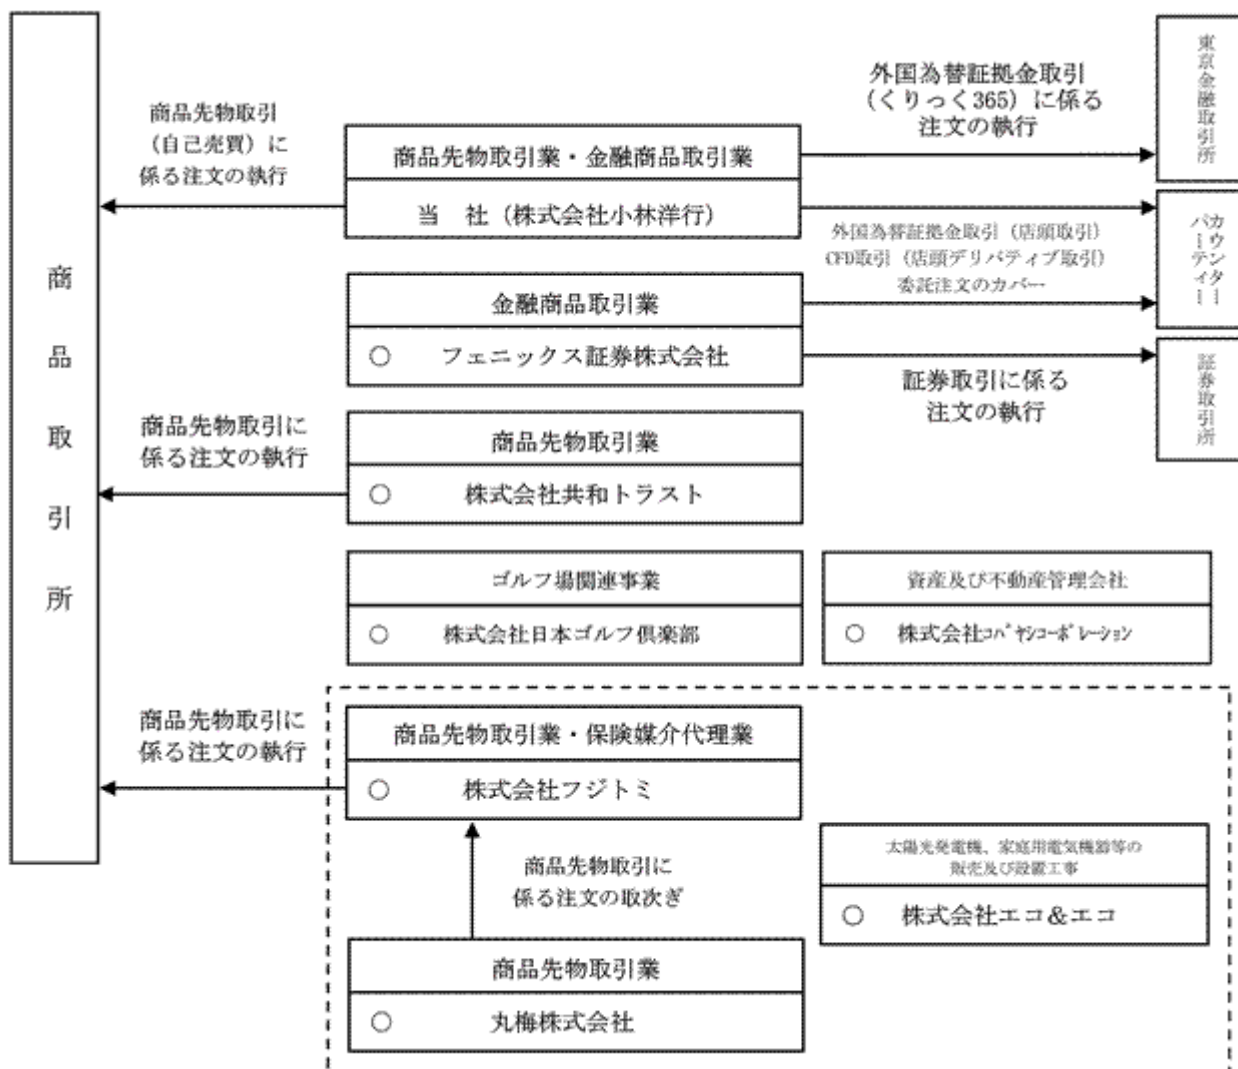 商品取引所
商品先物取引
（自己売買）に
係る注文の執行
商品先物取引業・金融商品取引業
当　社（株式会社小林洋行）
外国為替証拠金取引
（くりっく365）に係る
注文の執行
東京金融取引所
外国為替証拠金取引（店頭取引）
CFD取引（店頭デリバティブ取引）
委託注文のカバー
カウンター
パーティー
金融商品取引業
○　フェニックス証券株式会社
証券取引に係る
注文の執行
証券取引所
商品先物取引に
係る注文の執行
商品先物取引業
○　株式会社共和トラスト
ゴルフ場関連事業
○　株式会社日本ゴルフ倶楽部
資産及び不動産管理会社
○　株式会社ｺﾊﾞﾔｼｺｰﾎﾟﾚｰｼｮﾝ
商品先物取引に
係る注文の執行
商品先物取引業・保険媒介代理業
○　株式会社フジトミ
商品先物取引に
係る注文の取次ぎ
太陽光発電機、家庭用電気機器等の
販売及び設置工事
○　株式会社エコ＆エコ
商品先物取引業
○　丸梅株式会社